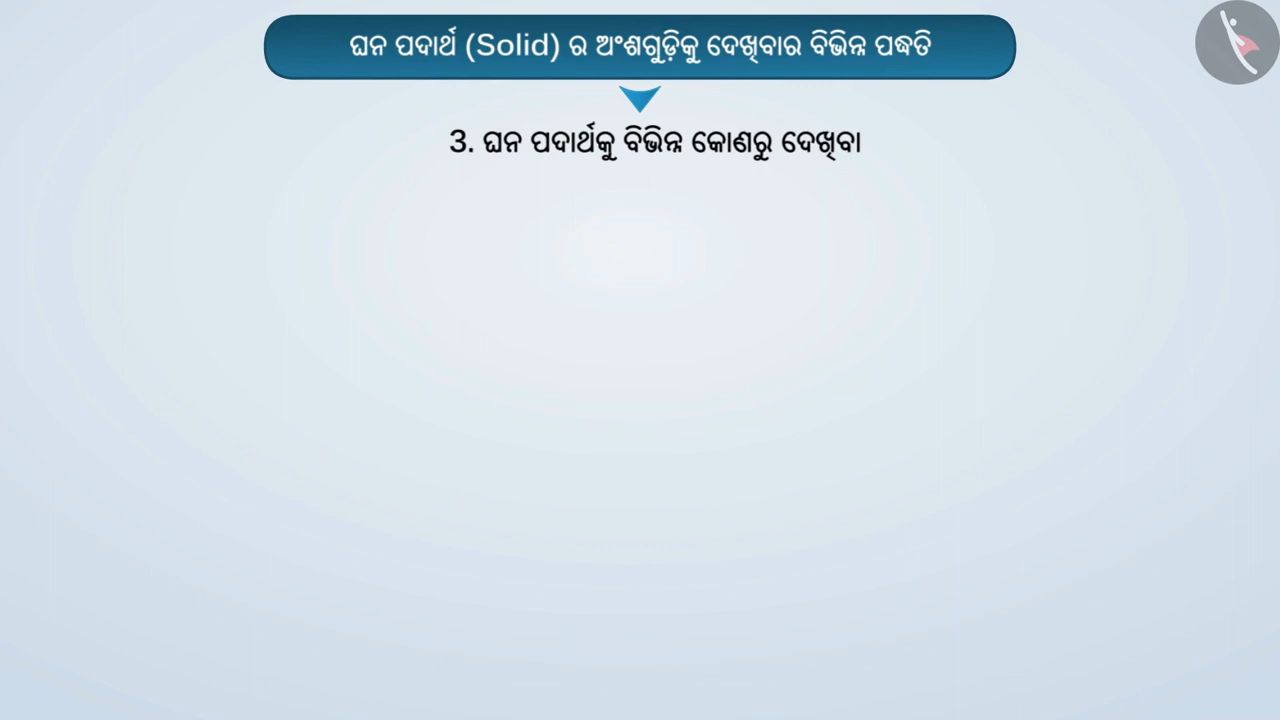 ଘନ ପଦାର୍ଥ (Solid) ର ଅଂଶଗୁଡ଼ିକୁ ଦେଖିବାର ବିଭିନ୍ନ ପଦ୍ଧତି
3. ଘନ ପଦାର୍ଥକୁ ବିଭିନ୍ନ କୋଣରୁ ଦେଖିବା